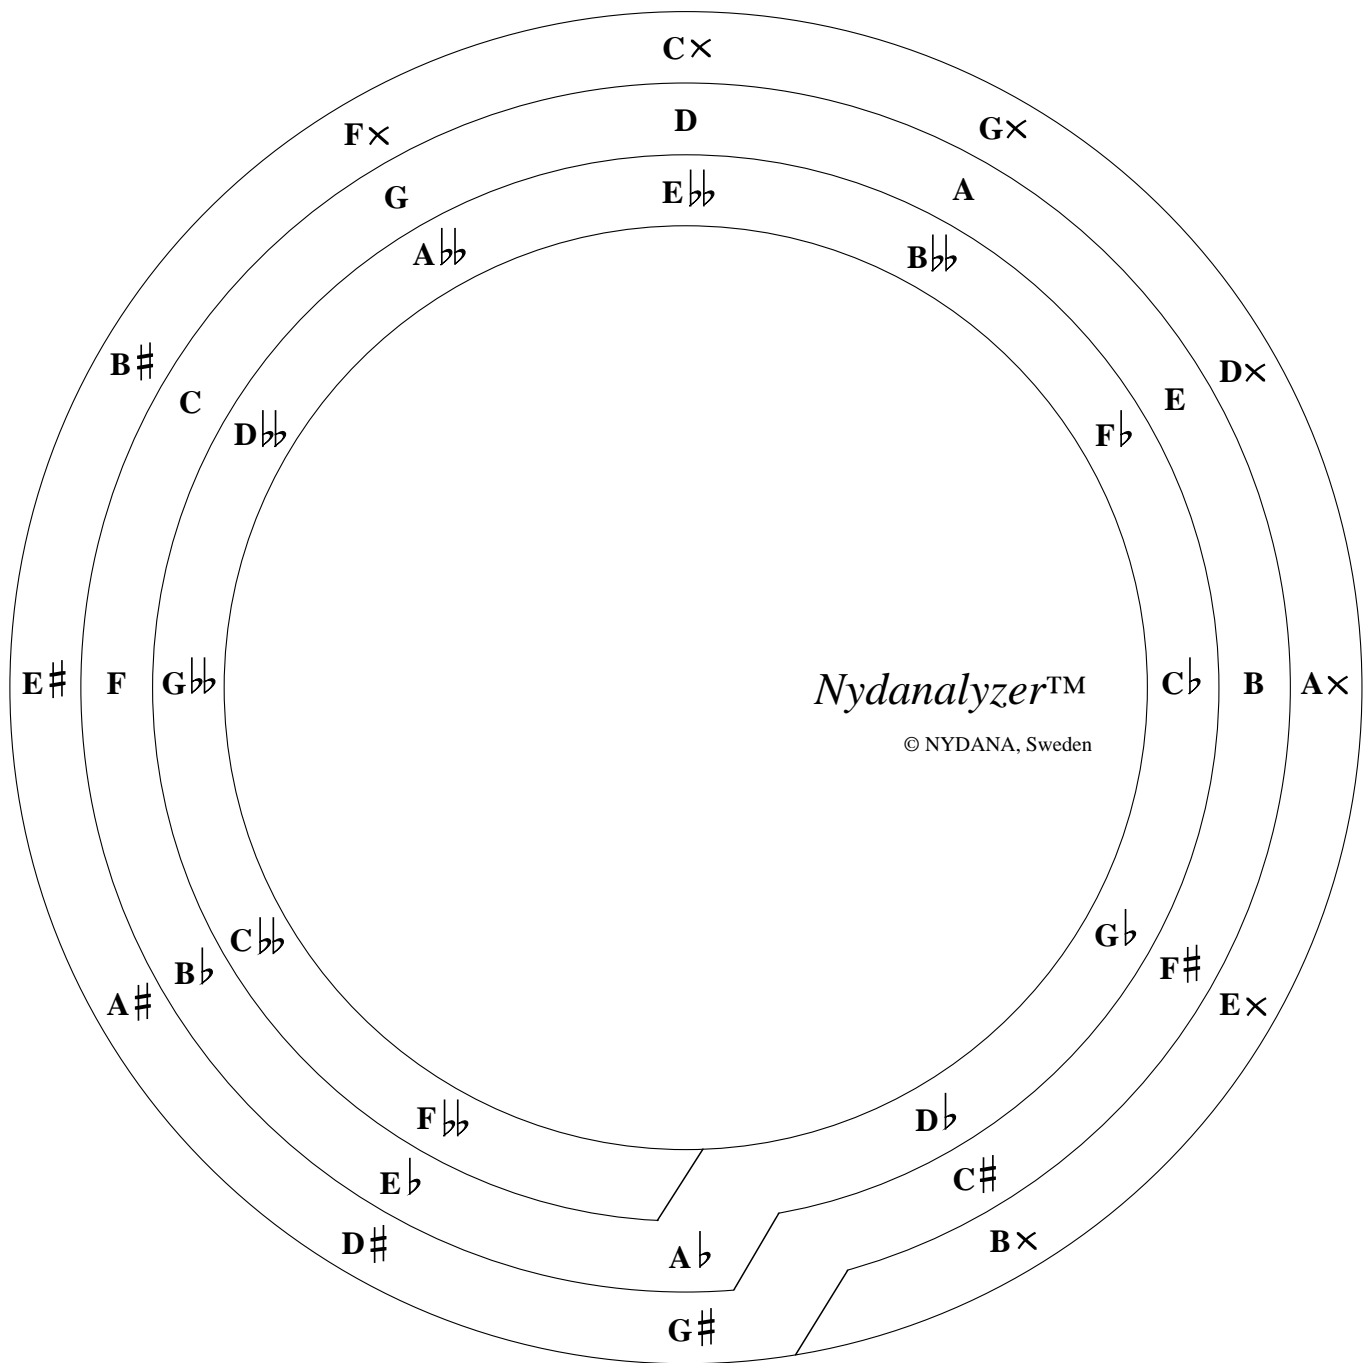 C𝄪
F𝄪
D
G𝄪
G
E♭♭
A
A♭♭
B♭♭
B♯
C
E
D𝄪
D♭♭
F♭
E♯
F
G♭♭
Nydanalyzer™
C♭
B
A𝄪
© NYDANA, Sweden
C♭♭
G♭
B♭
F♯
A♯
E𝄪
F♭♭
D♭
E♭
C♯
D♯
A♭
B𝄪
G♯